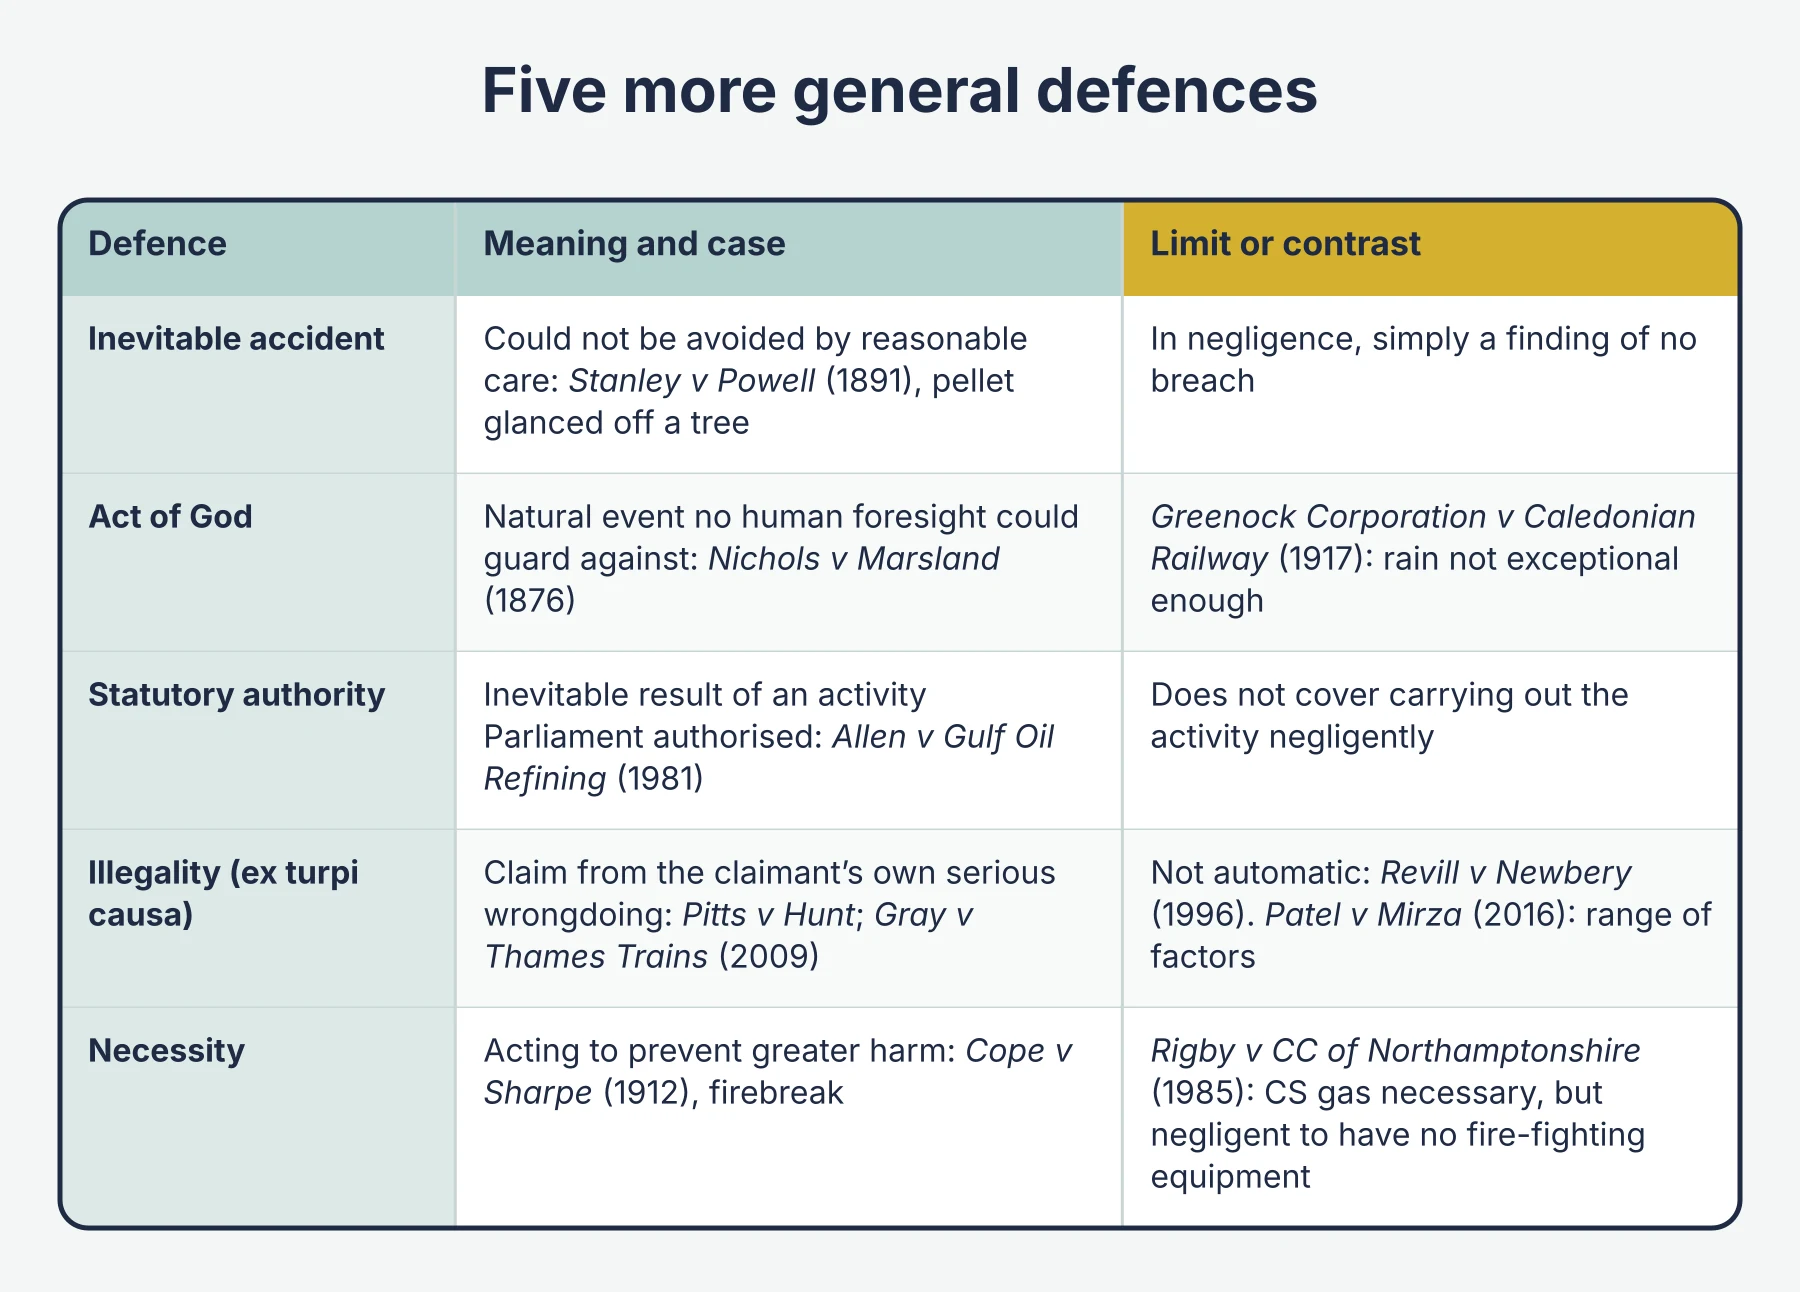 Five more general defences
Defence
Meaning and case
Limit or contrast
Inevitable accident
Could not be avoided by reasonable
care: Stanley v Powell (1891), pellet
glanced off a tree
In negligence, simply a finding of no
breach
Act of God
Natural event no human foresight could
guard against: Nichols v Marsland
(1876)
Greenock Corporation v Caledonian
Railway (1917): rain not exceptional
enough
Statutory authority
Inevitable result of an activity
Parliament authorised: Allen v Gulf Oil
Refining (1981)
Does not cover carrying out the
activity negligently
Illegality (ex turpi
causa)
Claim from the claimant’s own serious
wrongdoing: Pitts v Hunt; Gray v
Thames Trains (2009)
Not automatic: Revill v Newbery
(1996). Patel v Mirza (2016): range of
factors
Necessity
Acting to prevent greater harm: Cope v
Sharpe (1912), firebreak
Rigby v CC of Northamptonshire
(1985): CS gas necessary, but
negligent to have no fire-fighting
equipment